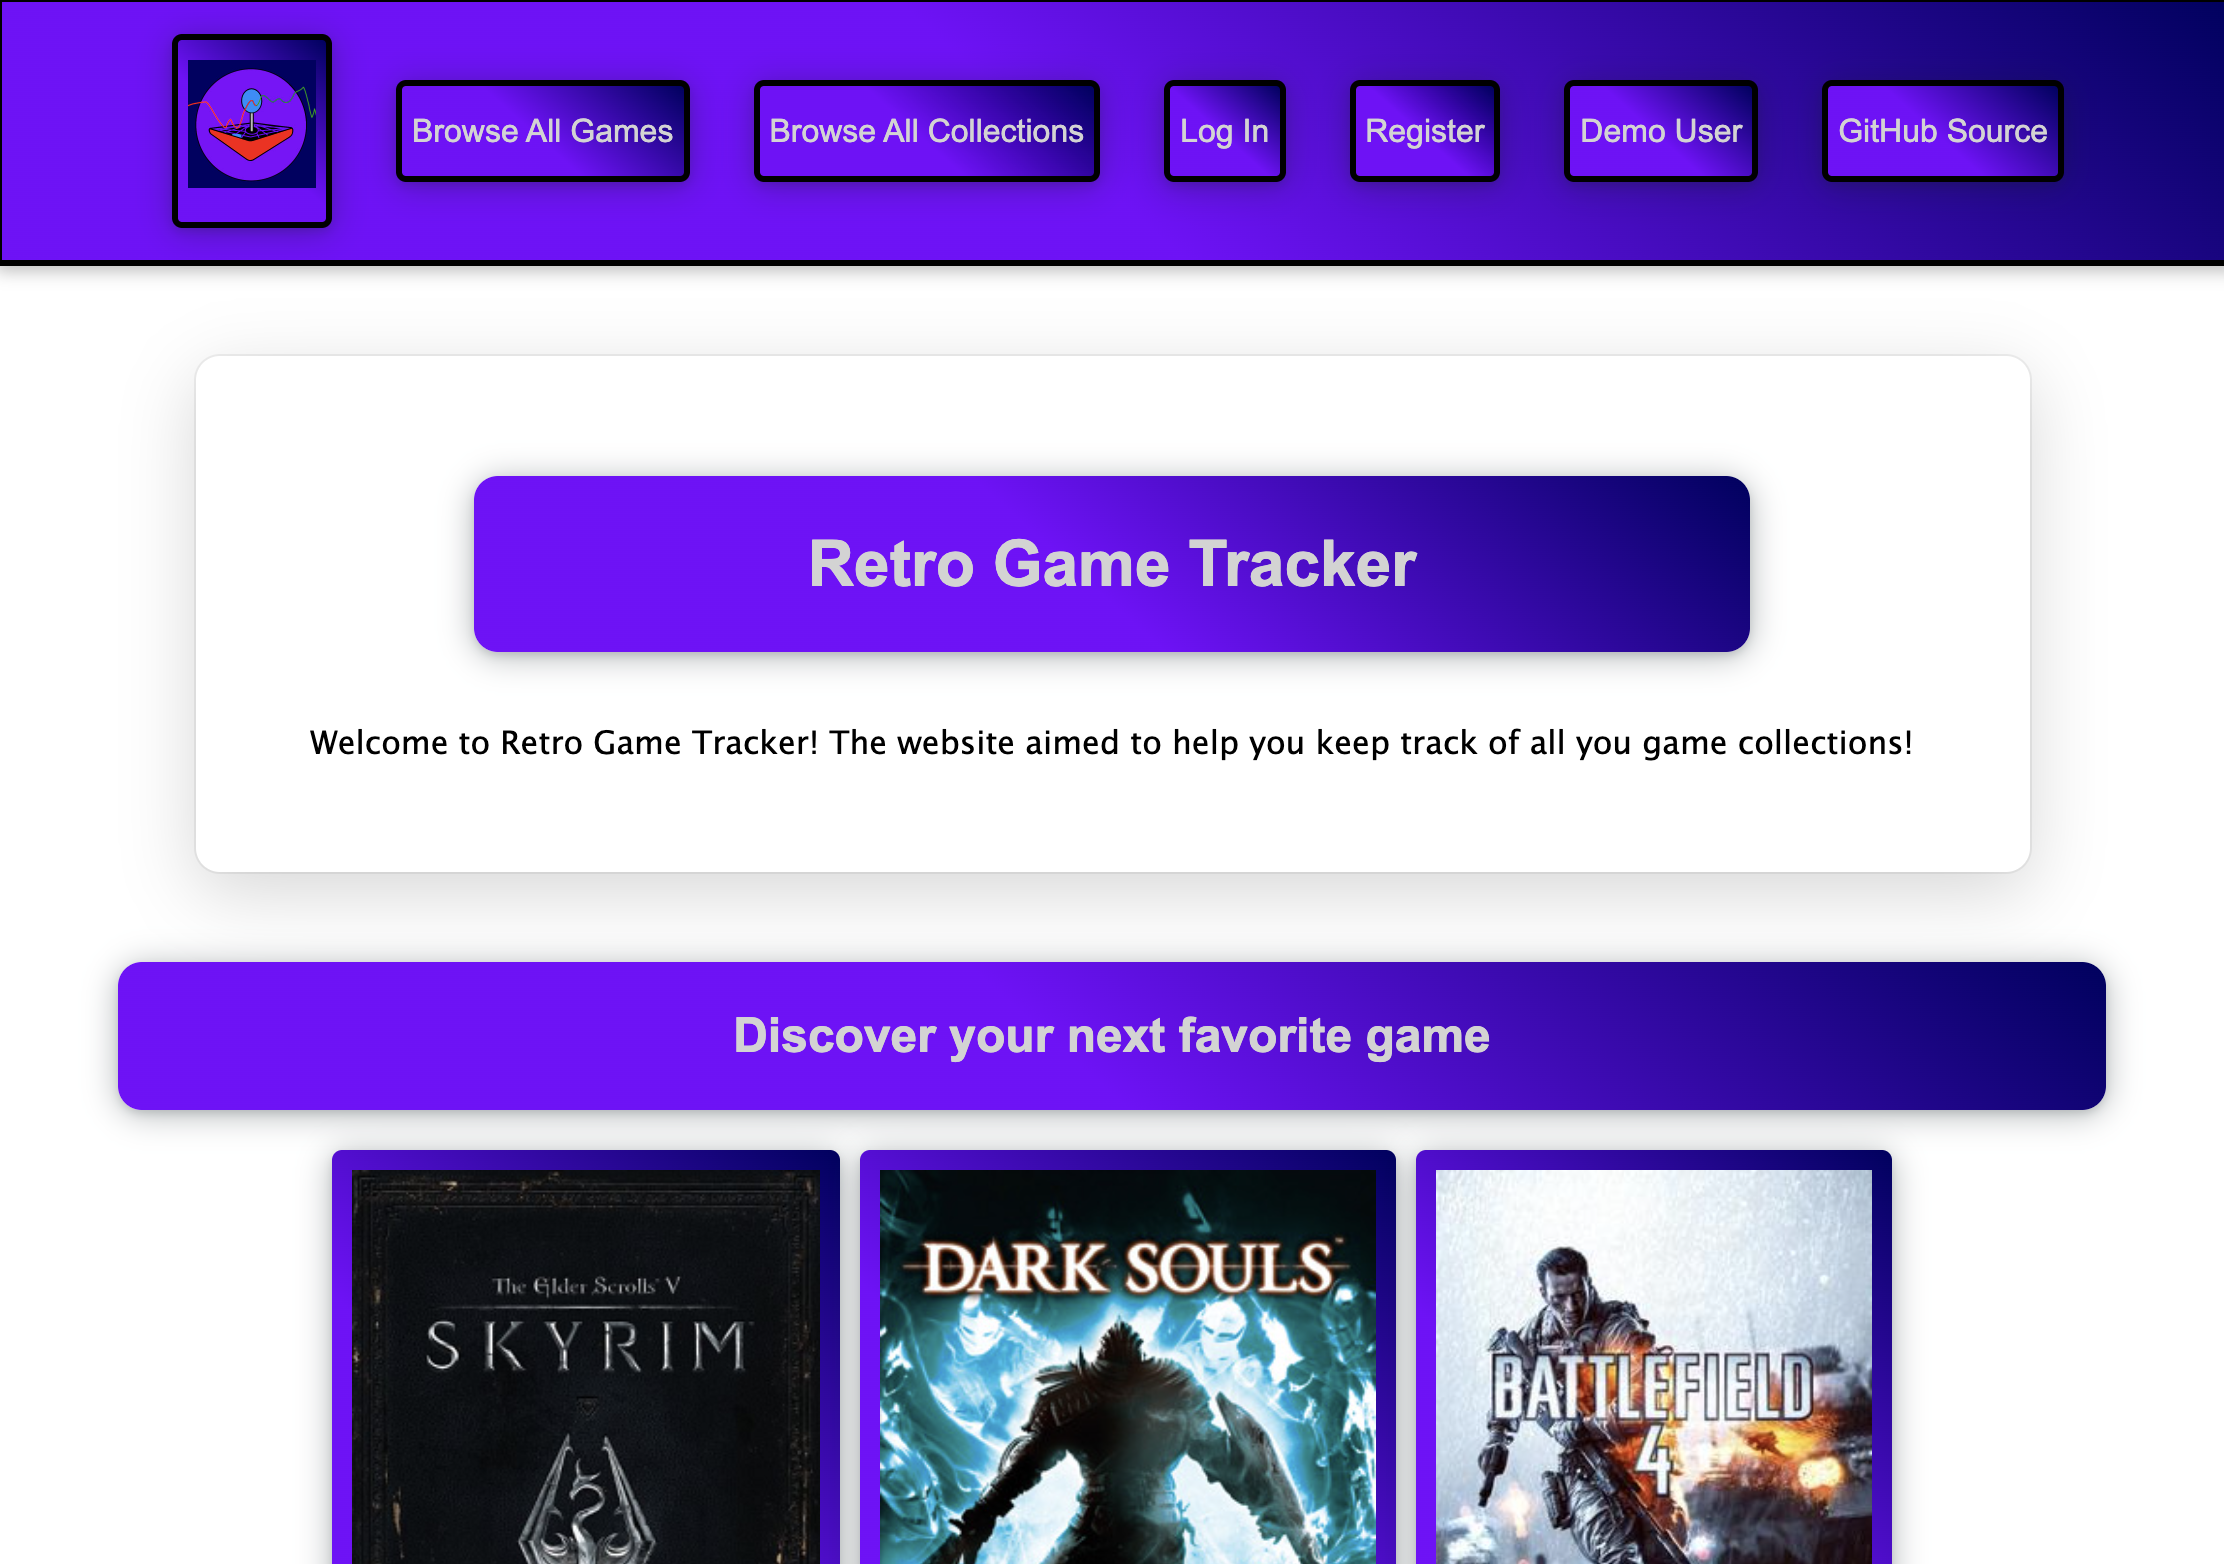 Browse All Games
Browse All Collections
Log In
Register
Demo User
GitHub Source
Retro Game Tracker
Welcome to Retro Game Tracker! The website aimed to help you keep track of all you game collections!
Discover your next favorite game
The Elder Scrolls V
SKYRIM
DARK SOULS™
BATTLEFIELD
4